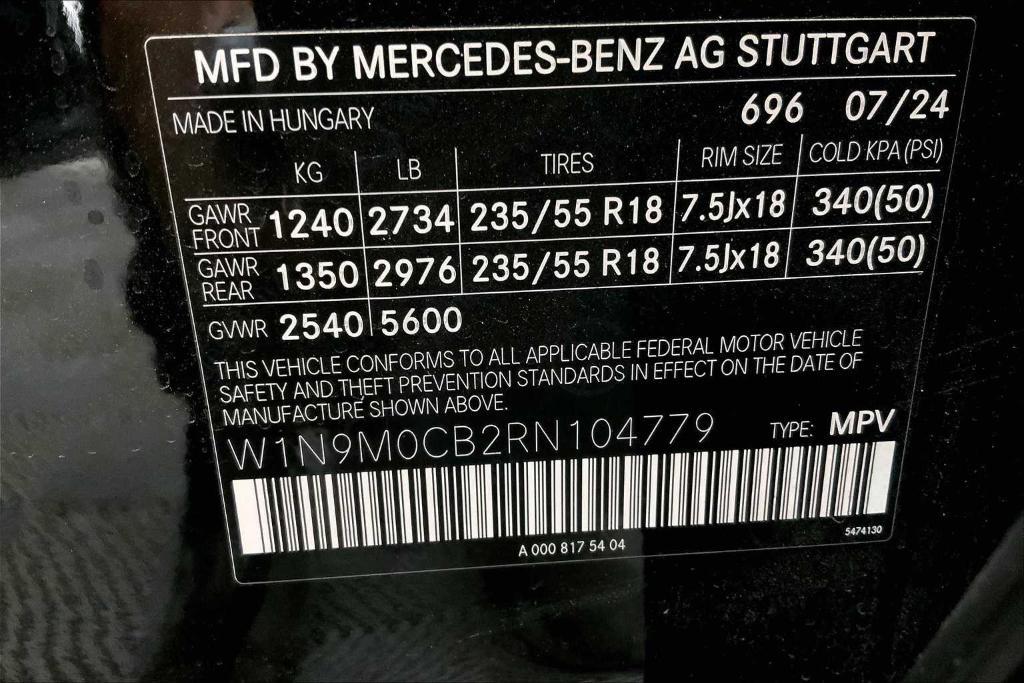 MFD BY MERCEDES-BENZ AG STUTTGART
MADE IN HUNGARY 696 07/24
KG LB TIRES RIM SIZE COLD KPA (PSI)
GAWR FRONT 1240 2734 235/55 R18 7.5Jx18 340(50)
GAWR REAR 1350 2976 235/55 R18 7.5Jx18 340(50)
GVWR 2540 5600
THIS VEHICLE CONFORMS TO ALL APPLICABLE FEDERAL MOTOR VEHICLE
SAFETY AND THEFT PREVENTION STANDARDS IN EFFECT ON THE DATE OF
MANUFACTURE SHOWN ABOVE.
W1N9M0CB2RN104779 TYPE: MPV
5474130
A 000 817 54 04